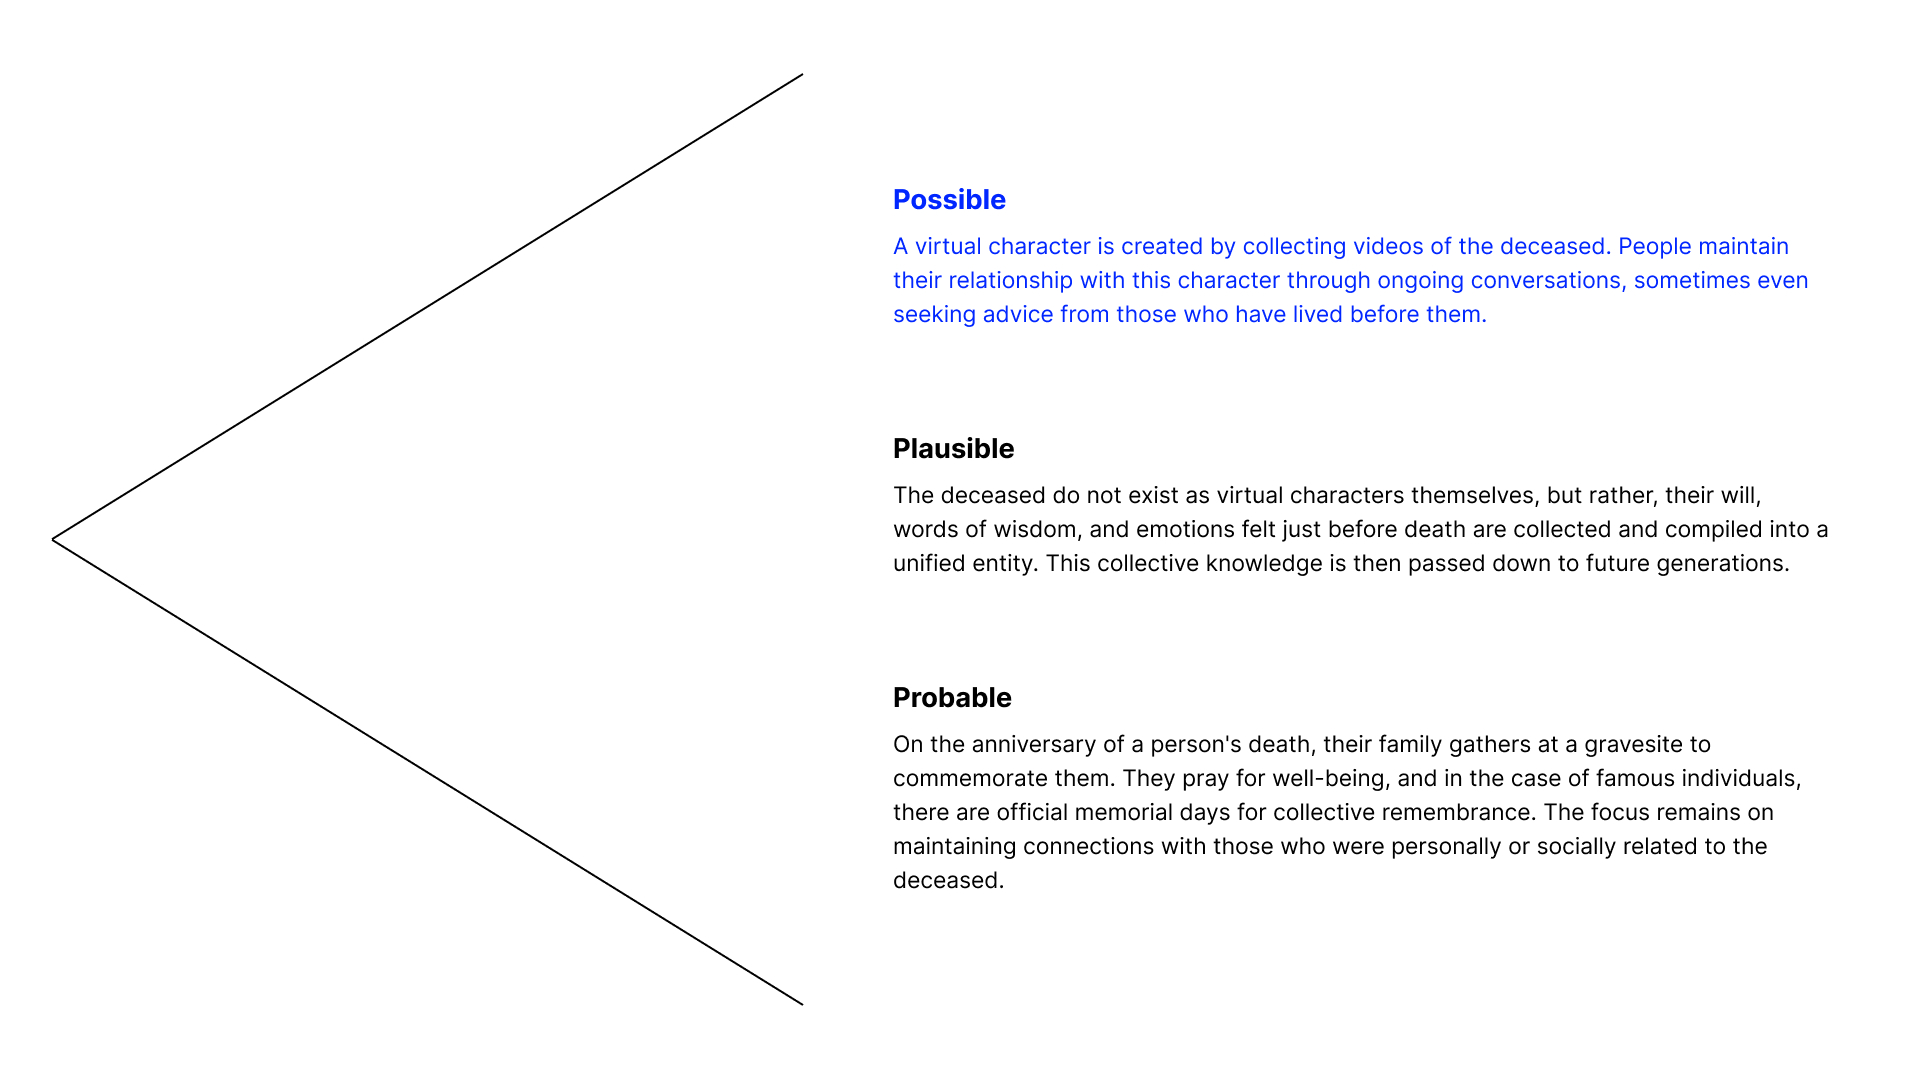 Possible
A virtual character is created by collecting videos of the deceased. People maintain
their relationship with this character through ongoing conversations, sometimes even
seeking advice from those who have lived before them.
Plausible
The deceased do not exist as virtual characters themselves, but rather, their will,
words of wisdom, and emotions felt just before death are collected and compiled into a
unified entity. This collective knowledge is then passed down to future generations.
Probable
On the anniversary of a person's death, their family gathers at a gravesite to
commemorate them. They pray for well-being, and in the case of famous individuals,
there are official memorial days for collective remembrance. The focus remains on
maintaining connections with those who were personally or socially related to the
deceased.